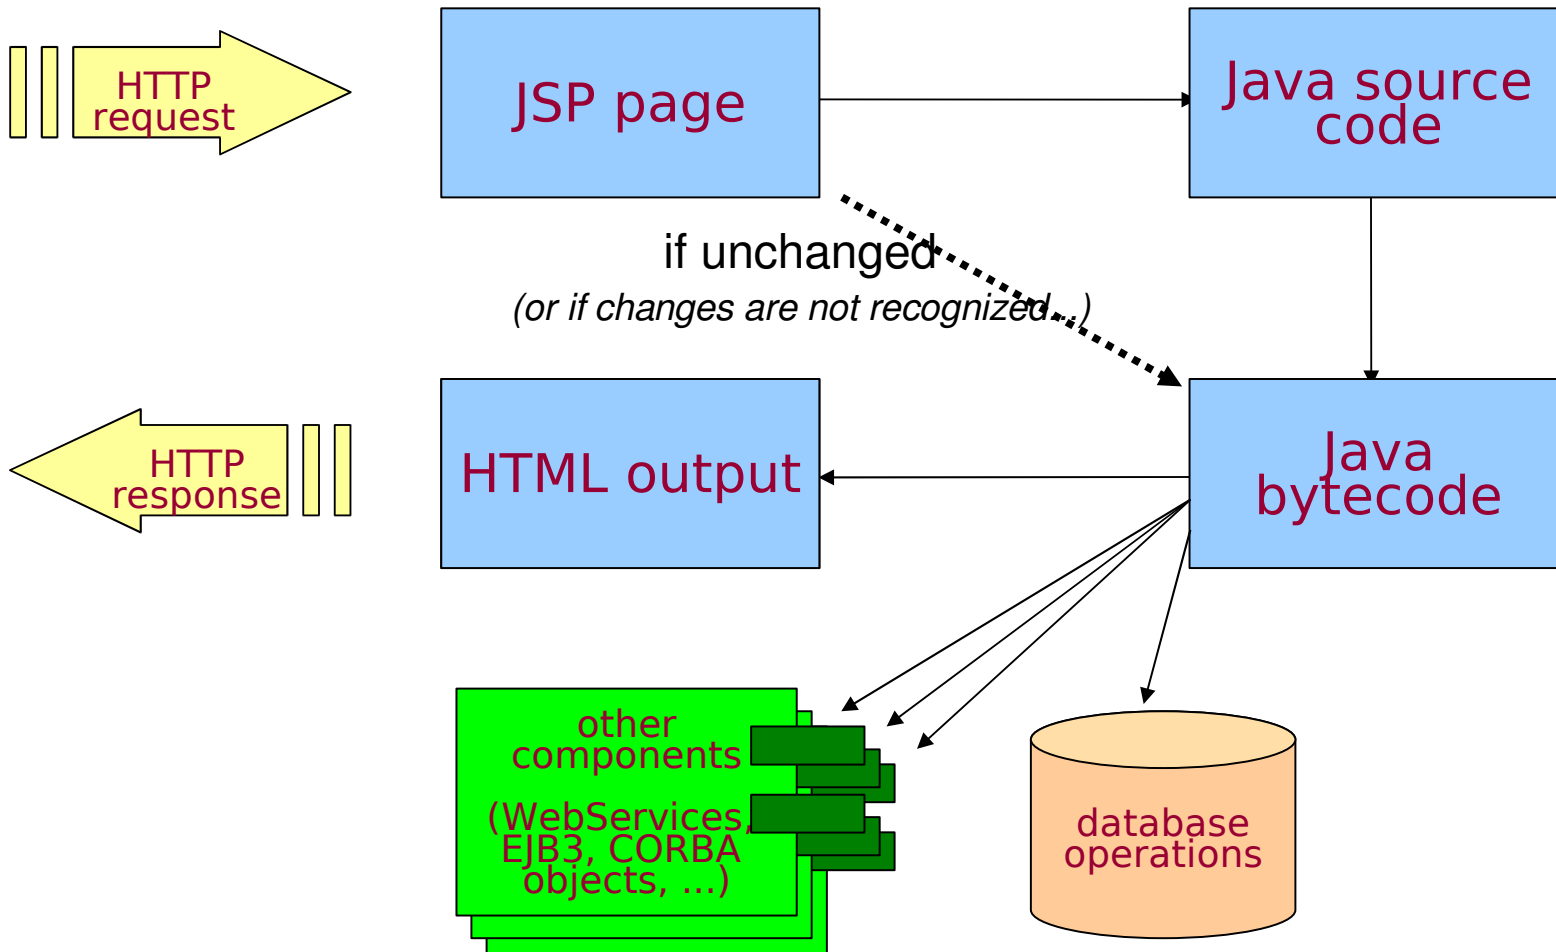 HTTP
request
JSP page
Java source
code
if unchanged
(or if changes are not recognized...)
HTTP
response
HTML output
Java
bytecode
other
components
(WebServices,
EJB3, CORBA
objects, ...)
database
operations